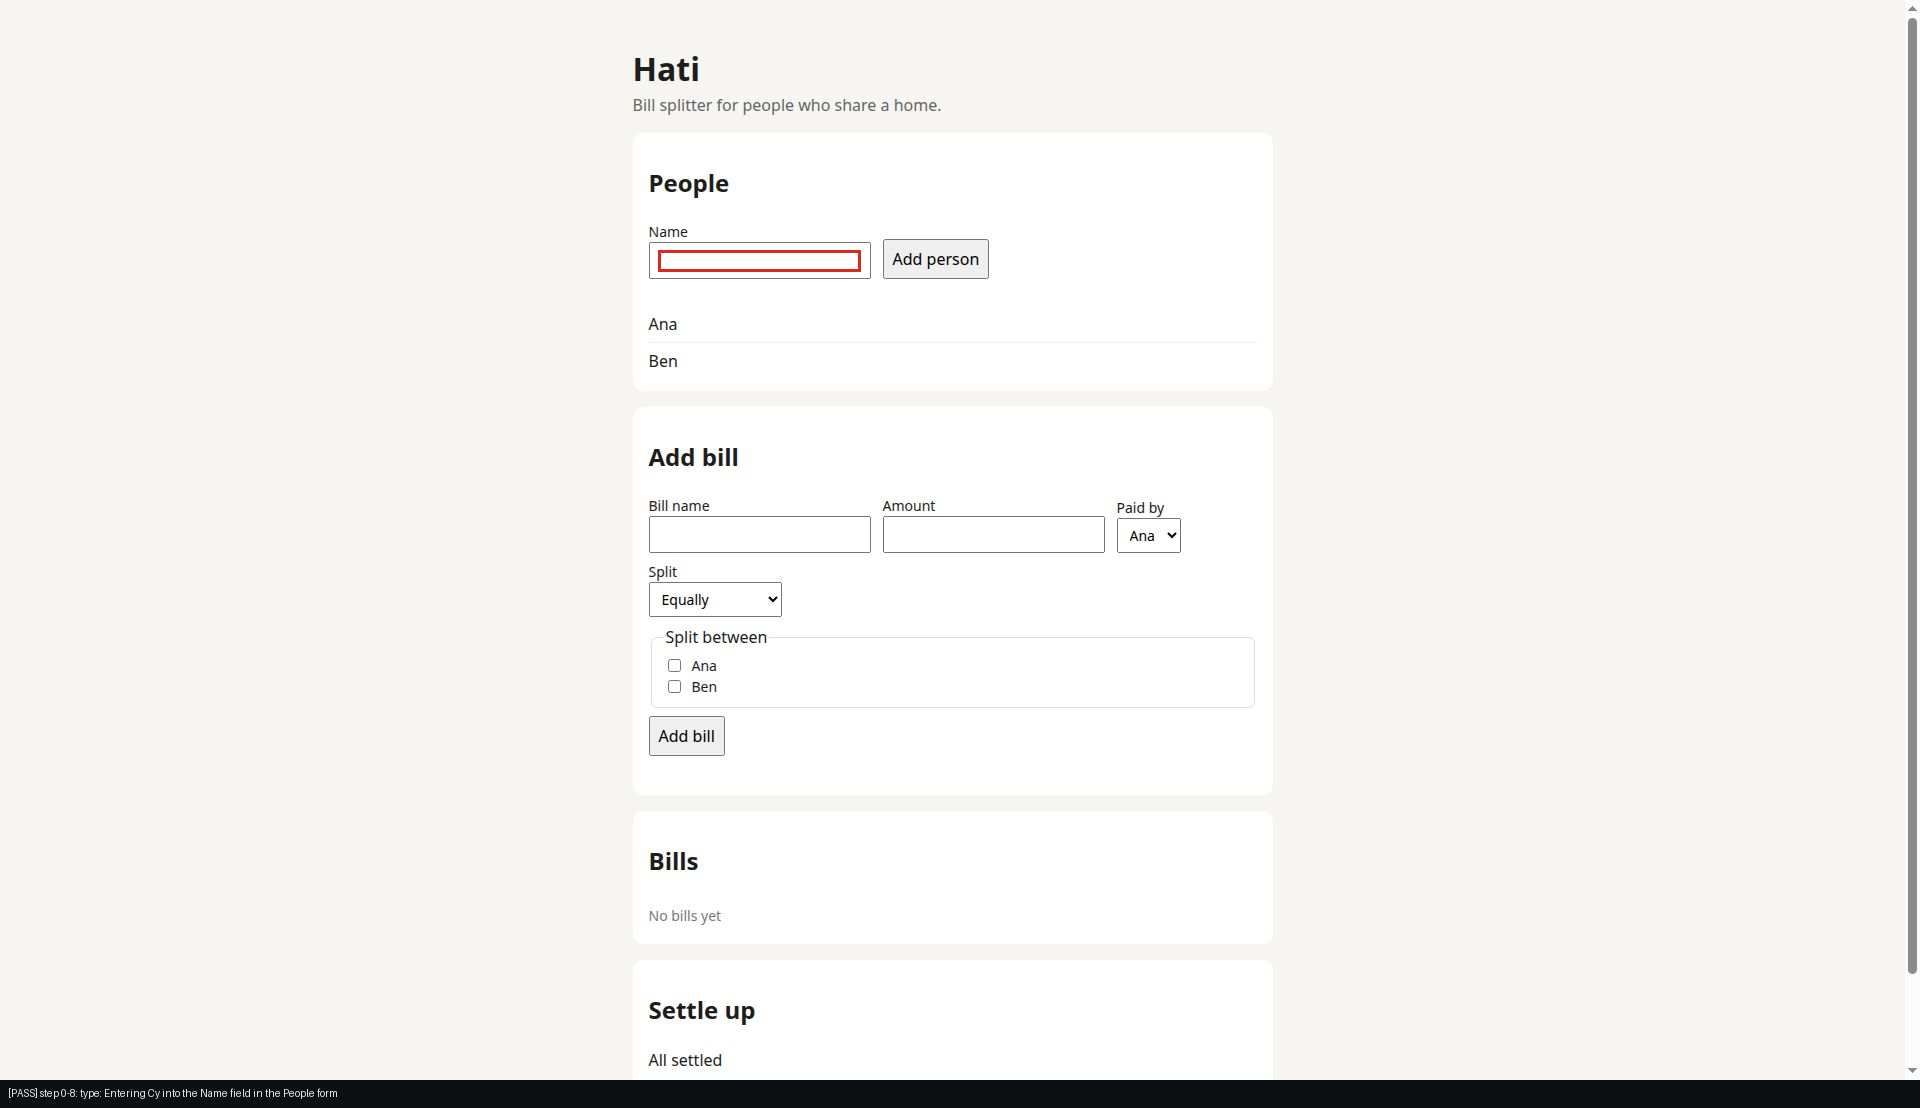 Hati
Bill splitter for people who share a home.
People
Name
Add person
Ana
Ben
Add bill
Bill name Amount Paid by
Ana
Split
Equally
Split between
Ana
Ben
Add bill
Bills
No bills yet
Settle up
All settled
[PASS] step 0-8: type: Entering Cy into the Name field in the People form